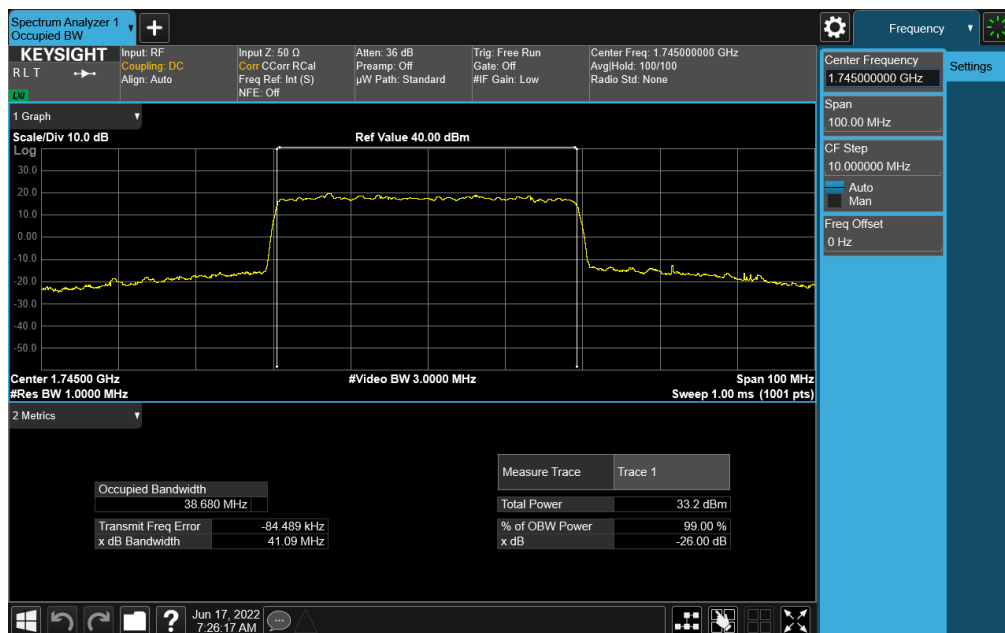 Spectrum Analyzer 1
Occupied BW
+
Frequency
KEYSIGHT
R L T
LXI
Input: RF
Coupling: DC
Align: Auto
Input Z: 50 Ω
Corr CCorr RCal
Freq Ref: Int (S)
NFE: Off
Atten: 36 dB
Preamp: Off
µW Path: Standard
Trig: Free Run
Gate: Off
#IF Gain: Low
Center Freq: 1.745000000 GHz
Avg|Hold: 100/100
Radio Std: None
Center Frequency
1.745000000 GHz
Settings
Span
100.00 MHz
CF Step
10.000000 MHz
Auto
Man
Freq Offset
0 Hz
1 Graph
Scale/Div 10.0 dB
Ref Value 40.00 dBm
Log
30.0
20.0
10.0
0.00
-10.0
-20.0
-30.0
-40.0
-50.0
Center 1.74500 GHz
#Video BW 3.0000 MHz
Span 100 MHz
#Res BW 1.0000 MHz
Sweep 1.00 ms (1001 pts)
2 Metrics
Measure Trace Trace 1
Occupied Bandwidth
38.680 MHz
Total Power 33.2 dBm
Transmit Freq Error -84.489 kHz
% of OBW Power 99.00 %
x dB Bandwidth 41.09 MHz
x dB -26.00 dB
?
Jun 17, 2022
7:26:17 AM